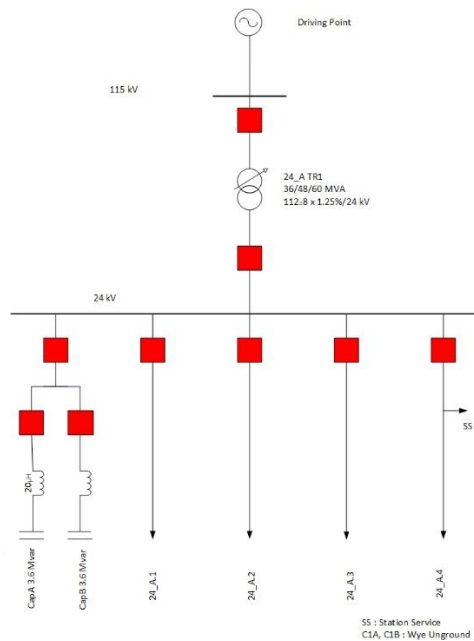 Driving Point
115 kV
24_A TR1
36/48/60 MVA
112±8 x 1.25%/24 kV
24 kV
SS
20μH
CapA 3.6 Mvar
CapB 3.6 Mvar
24_A.1
24_A.2
24_A.3
24_A.4
SS : Station Service
C1A, C1B : Wye Unground